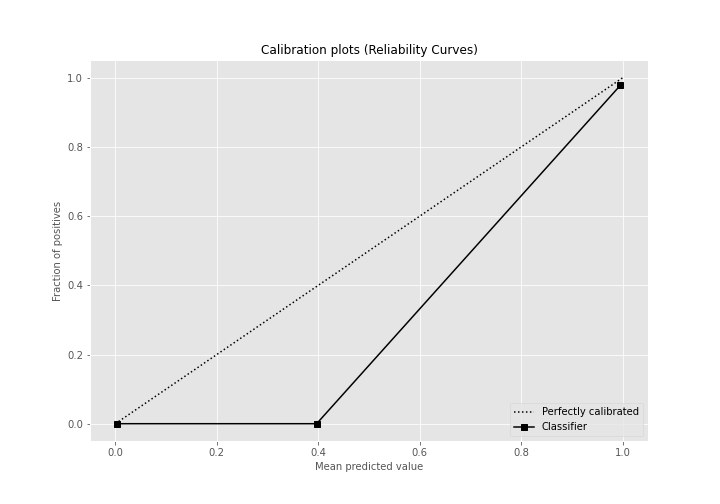 Calibration plots (Reliability Curves)
1.0
0.8
0.6
0.4
0.2
0.0
Fraction of positives
0.0 0.2 0.4 0.6 0.8 1.0
Mean predicted value
Perfectly calibrated
Classifier